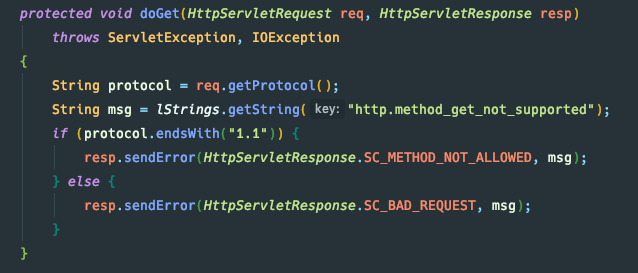 protected void doGet(HttpServletRequest req, HttpServletResponse resp)
throws ServletException, IOException
{
String protocol = req.getProtocol();
String msg = lStrings.getString( key: "http.method_get_not_supported");
if (protocol.endsWith("1.1")) {
resp.sendError(HttpServletResponse.SC_METHOD_NOT_ALLOWED, msg);
} else {
resp.sendError(HttpServletResponse.SC_BAD_REQUEST, msg);
}
}